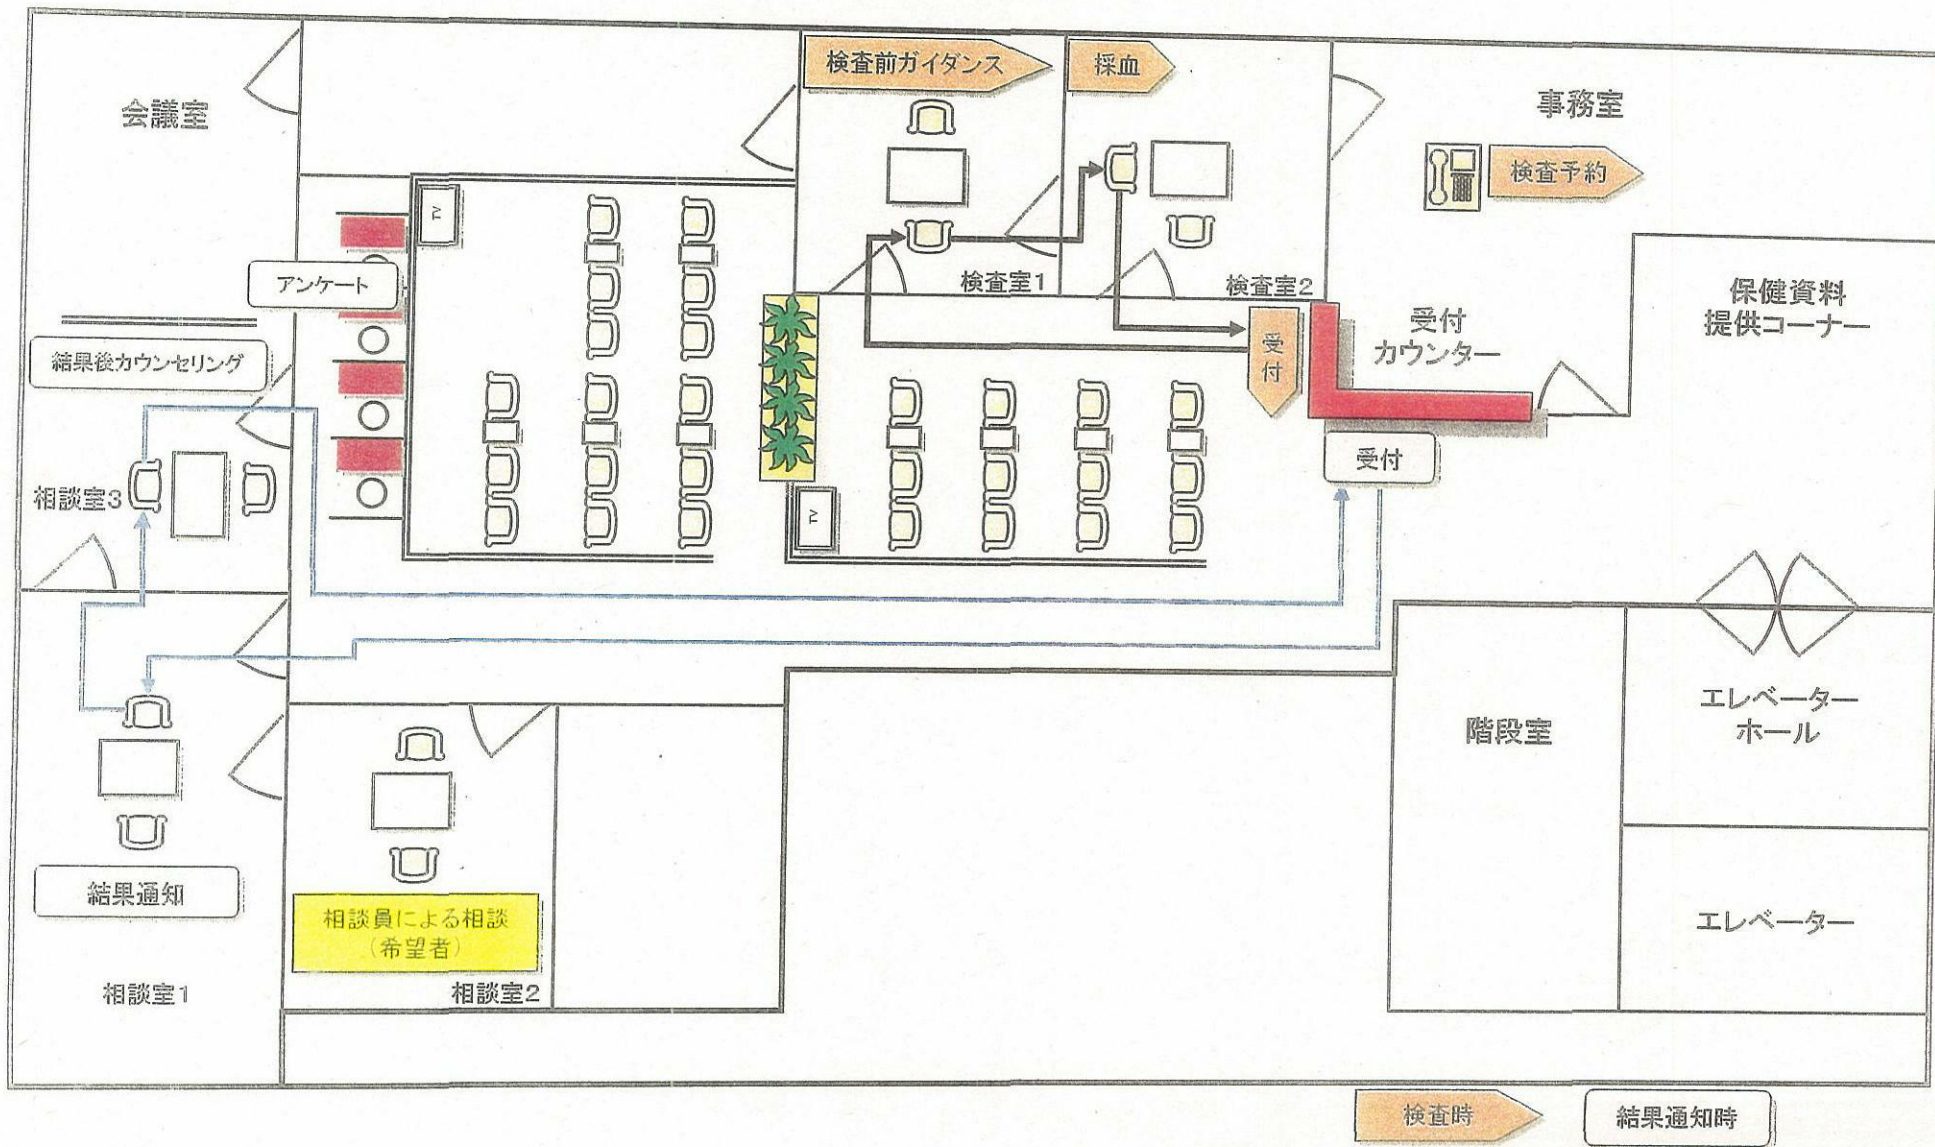 検査前ガイダンス
採血
会議室
事務室
検査予約
TV
アンケート
検査室1
検査室2
保健資料
提供コーナー
受付
受付
カウンター
結果後カウンセリング
受付
相談室3
TV
エレベーター
ホール
階段室
結果通知
相談員による相談
(希望者)
エレベーター
相談室1
相談室2
検査時
結果通知時